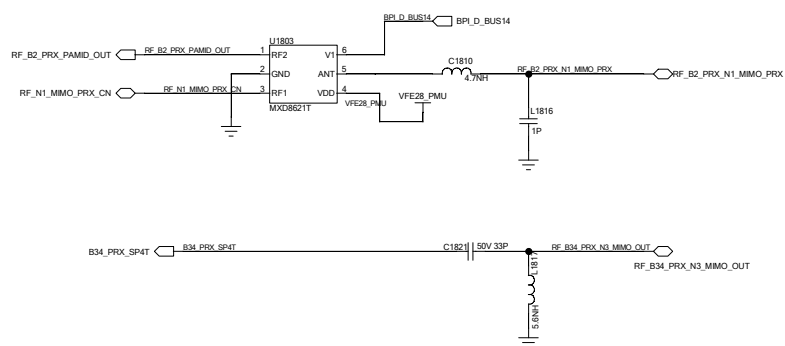 BPI_D_BUS14 BPI_D_BUS14
U1803
RF_B2_PRX_PAMID_OUT RF_B2_PRX_PAMID_OUT 1 RF2 V1 6
C1810
2 GND ANT 5 4.7NH RF_B2_PRX_N1_MIMO_PRX RF_B2_PRX_N1_MIMO_PRX
RF_N1_MIMO_PRX_CN RF_N1_MIMO_PRX_CN 3 RF1 VDD 4 VFE28_PMU VFE28_PMU
MXD8621T
L1816
1P
B34_PRX_SP4T B34_PRX_SP4T C1821 50V 33P RF_B34_PRX_N3_MIMO_OUT
RF_B34_PRX_N3_MIMO_OUT
L1817
5.6NH